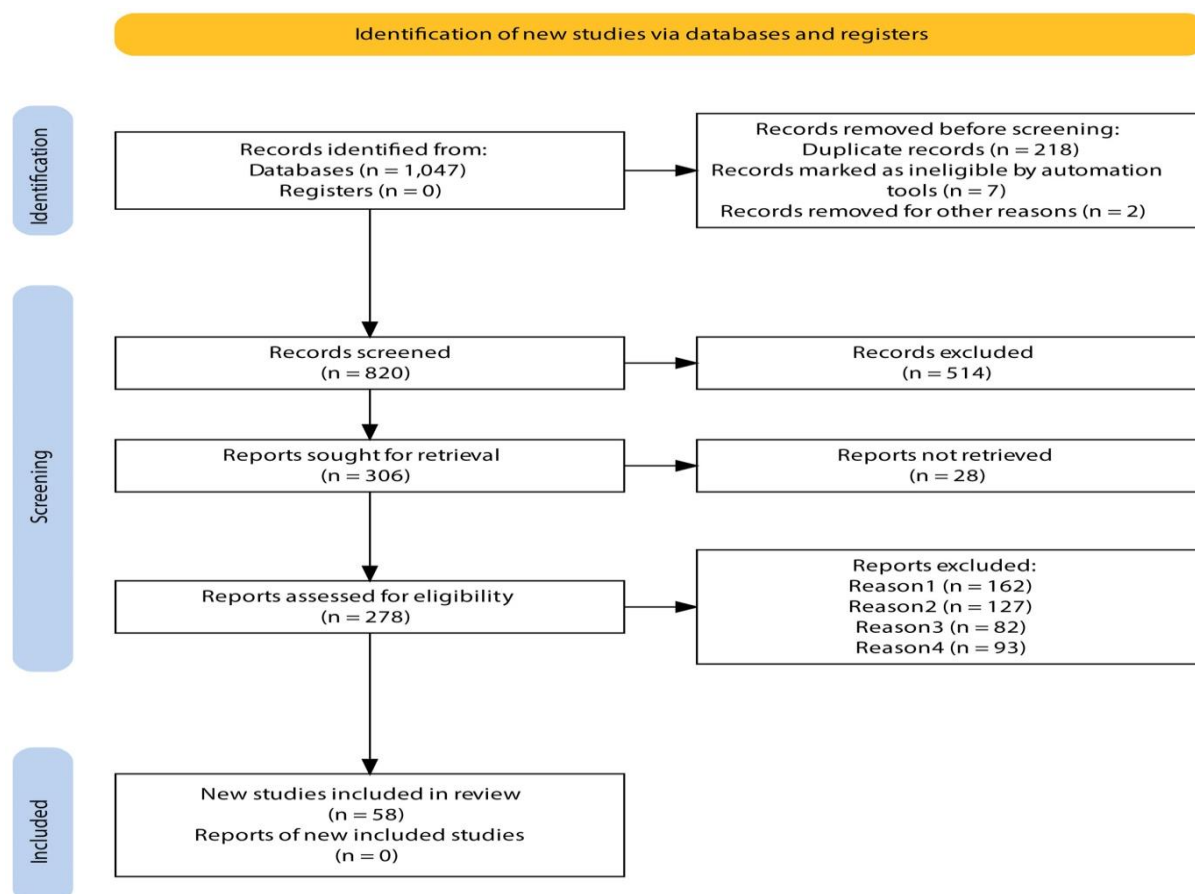 Identification of new studies via databases and registers
Identification
Records identified from:
Databases (n = 1,047)
Registers (n = 0)
Records removed before screening:
Duplicate records (n = 218)
Records marked as ineligible by automation
tools (n = 7)
Records removed for other reasons (n = 2)
Screening
Records screened
(n = 820)
Records excluded
(n = 514)
Reports sought for retrieval
(n = 306)
Reports not retrieved
(n = 28)
Reports assessed for eligibility
(n = 278)
Reports excluded:
Reason1 (n = 162)
Reason2 (n = 127)
Reason3 (n = 82)
Reason4 (n = 93)
Included
New studies included in review
(n = 58)
Reports of new included studies
(n = 0)